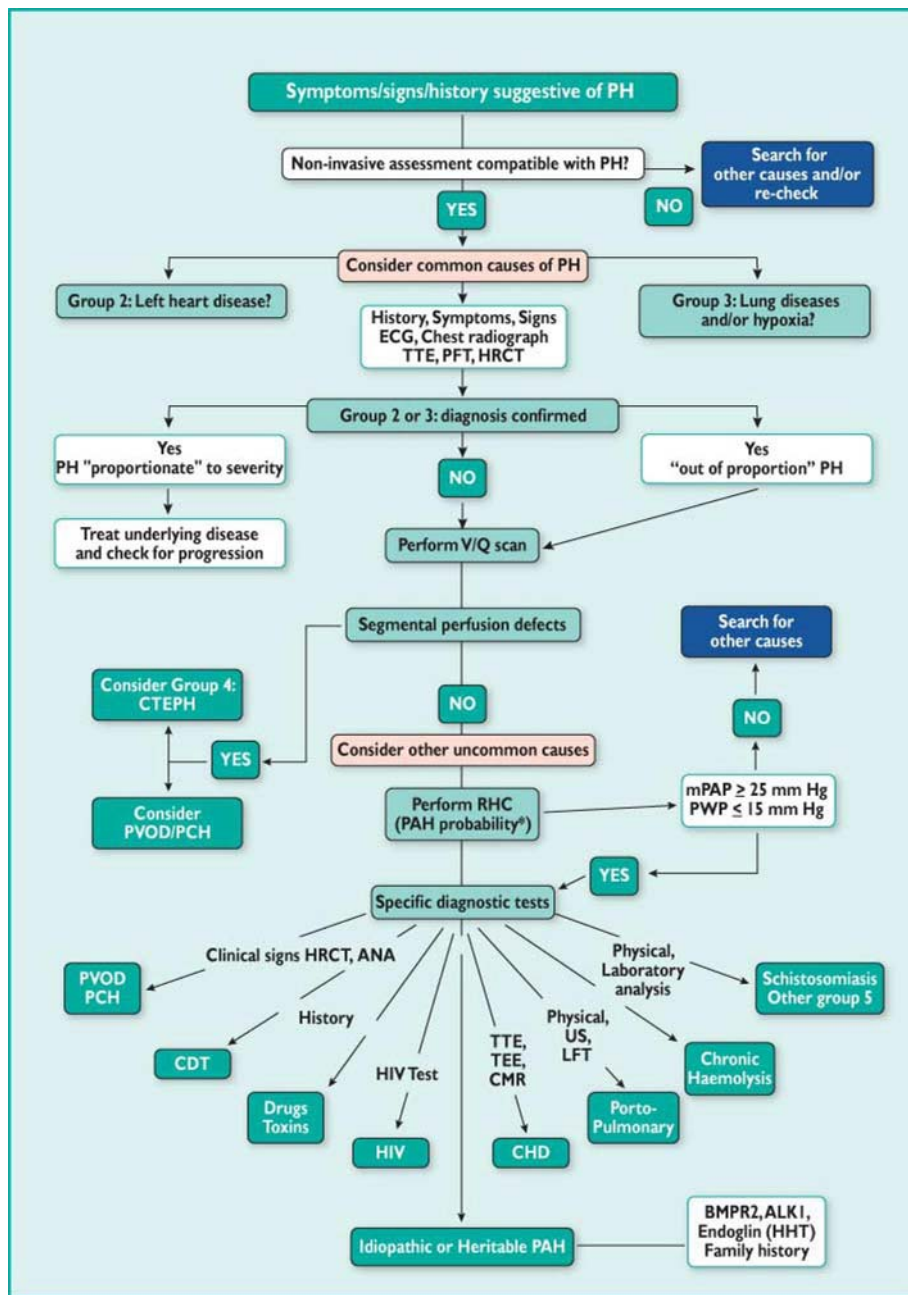 Symptoms/signs/history suggestive of PH
Non-invasive assessment compatible with PH?
Search for
other causes and/or
re-check
YES
NO
Consider common causes of PH
Group 2: Left heart disease?
History, Symptoms, Signs
ECG, Chest radiograph
TTE, PFT, HRCT
Group 3: Lung diseases
and/or hypoxia?
Group 2 or 3: diagnosis confirmed
Yes
PH "proportionate" to severity
NO
Yes
“out of proportion” PH
Treat underlying disease
and check for progression
Perform V/Q scan
Segmental perfusion defects
Search for
other causes
Consider Group 4:
CTEPH
NO
NO
YES
Consider other uncommon causes
Consider
PVOD/PCH
Perform RHC
(PAH probability*)
mPAP ≥ 25 mm Hg
PWP ≤ 15 mm Hg
YES
Specific diagnostic tests
Clinical signs HRCT, ANA
Physical,
Laboratory
analysis
PVOD
PCH
Schistosomiasis
Other group 5
History
HIV Test
TTE,
TEE,
CMR
Physical,
US,
LFT
CDT
Chronic
Haemolysis
Drugs
Toxins
Porto-
Pulmonary
HIV
CHD
Idiopathic or Heritable PAH
BMPR2, ALK1,
Endoglin (HHT)
Family history